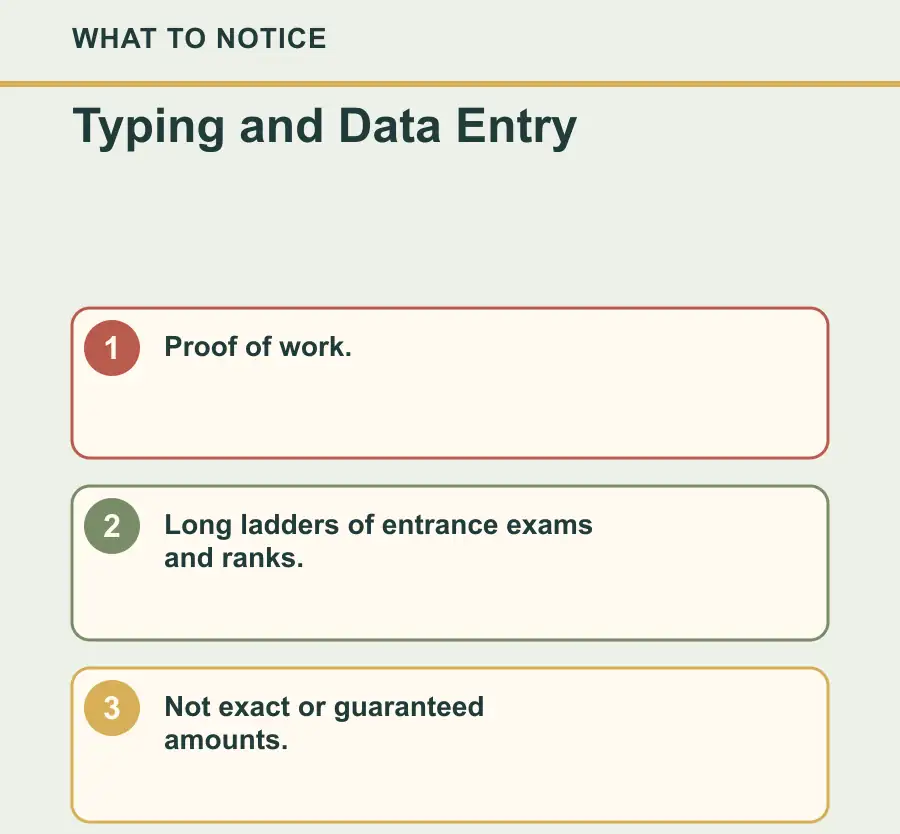 WHAT TO NOTICE
Typing and Data Entry
1
Proof of work.
2
Long ladders of entrance exams
and ranks.
3
Not exact or guaranteed
amounts.